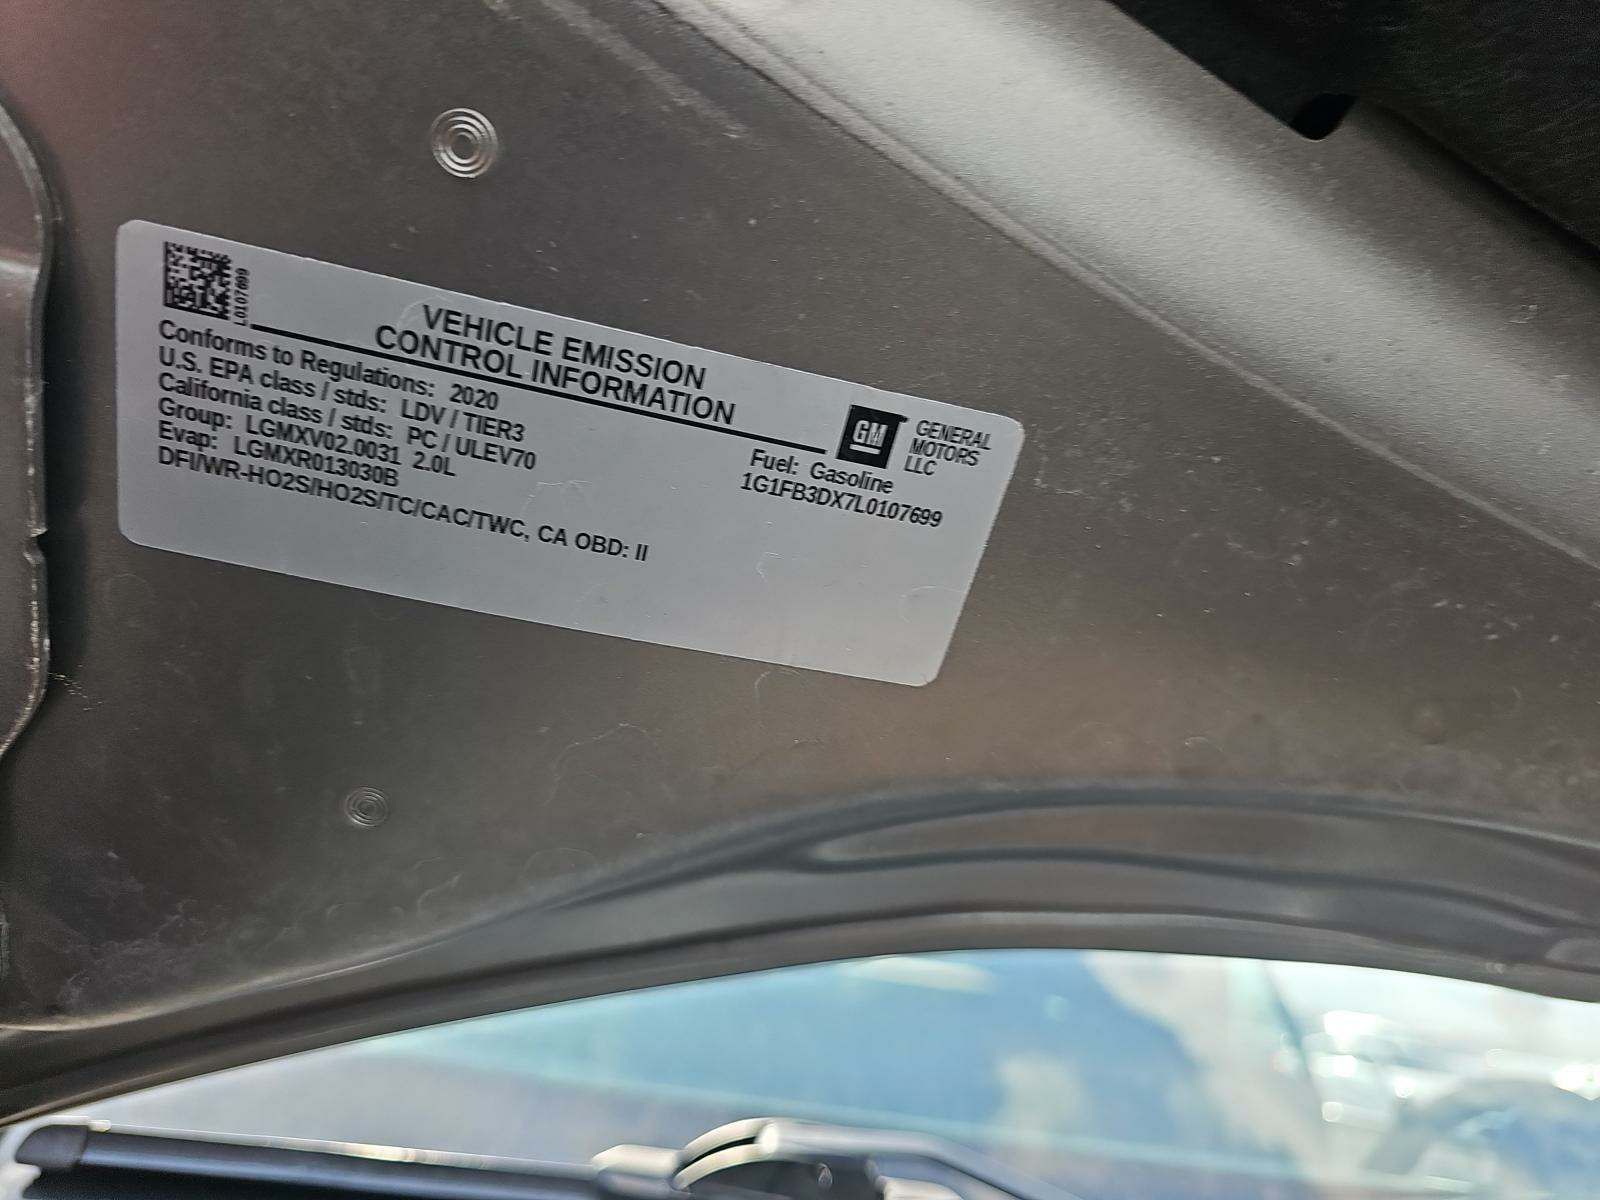 L0107699
VEHICLE EMISSION
CONTROL INFORMATION
Conforms to Regulations: 2020
U.S. EPA class / stds: LDV / TIER3
California class / stds: PC / ULEV70
Group: LGMXV02.0031 2.0L
Evap: LGMXR013030B
DFI/WR-HO2S/HO2S/TC/CAC/TWC, CA OBD: II
GM
GENERAL
MOTORS
LLC
Fuel: Gasoline
1G1FB3DX7L0107699